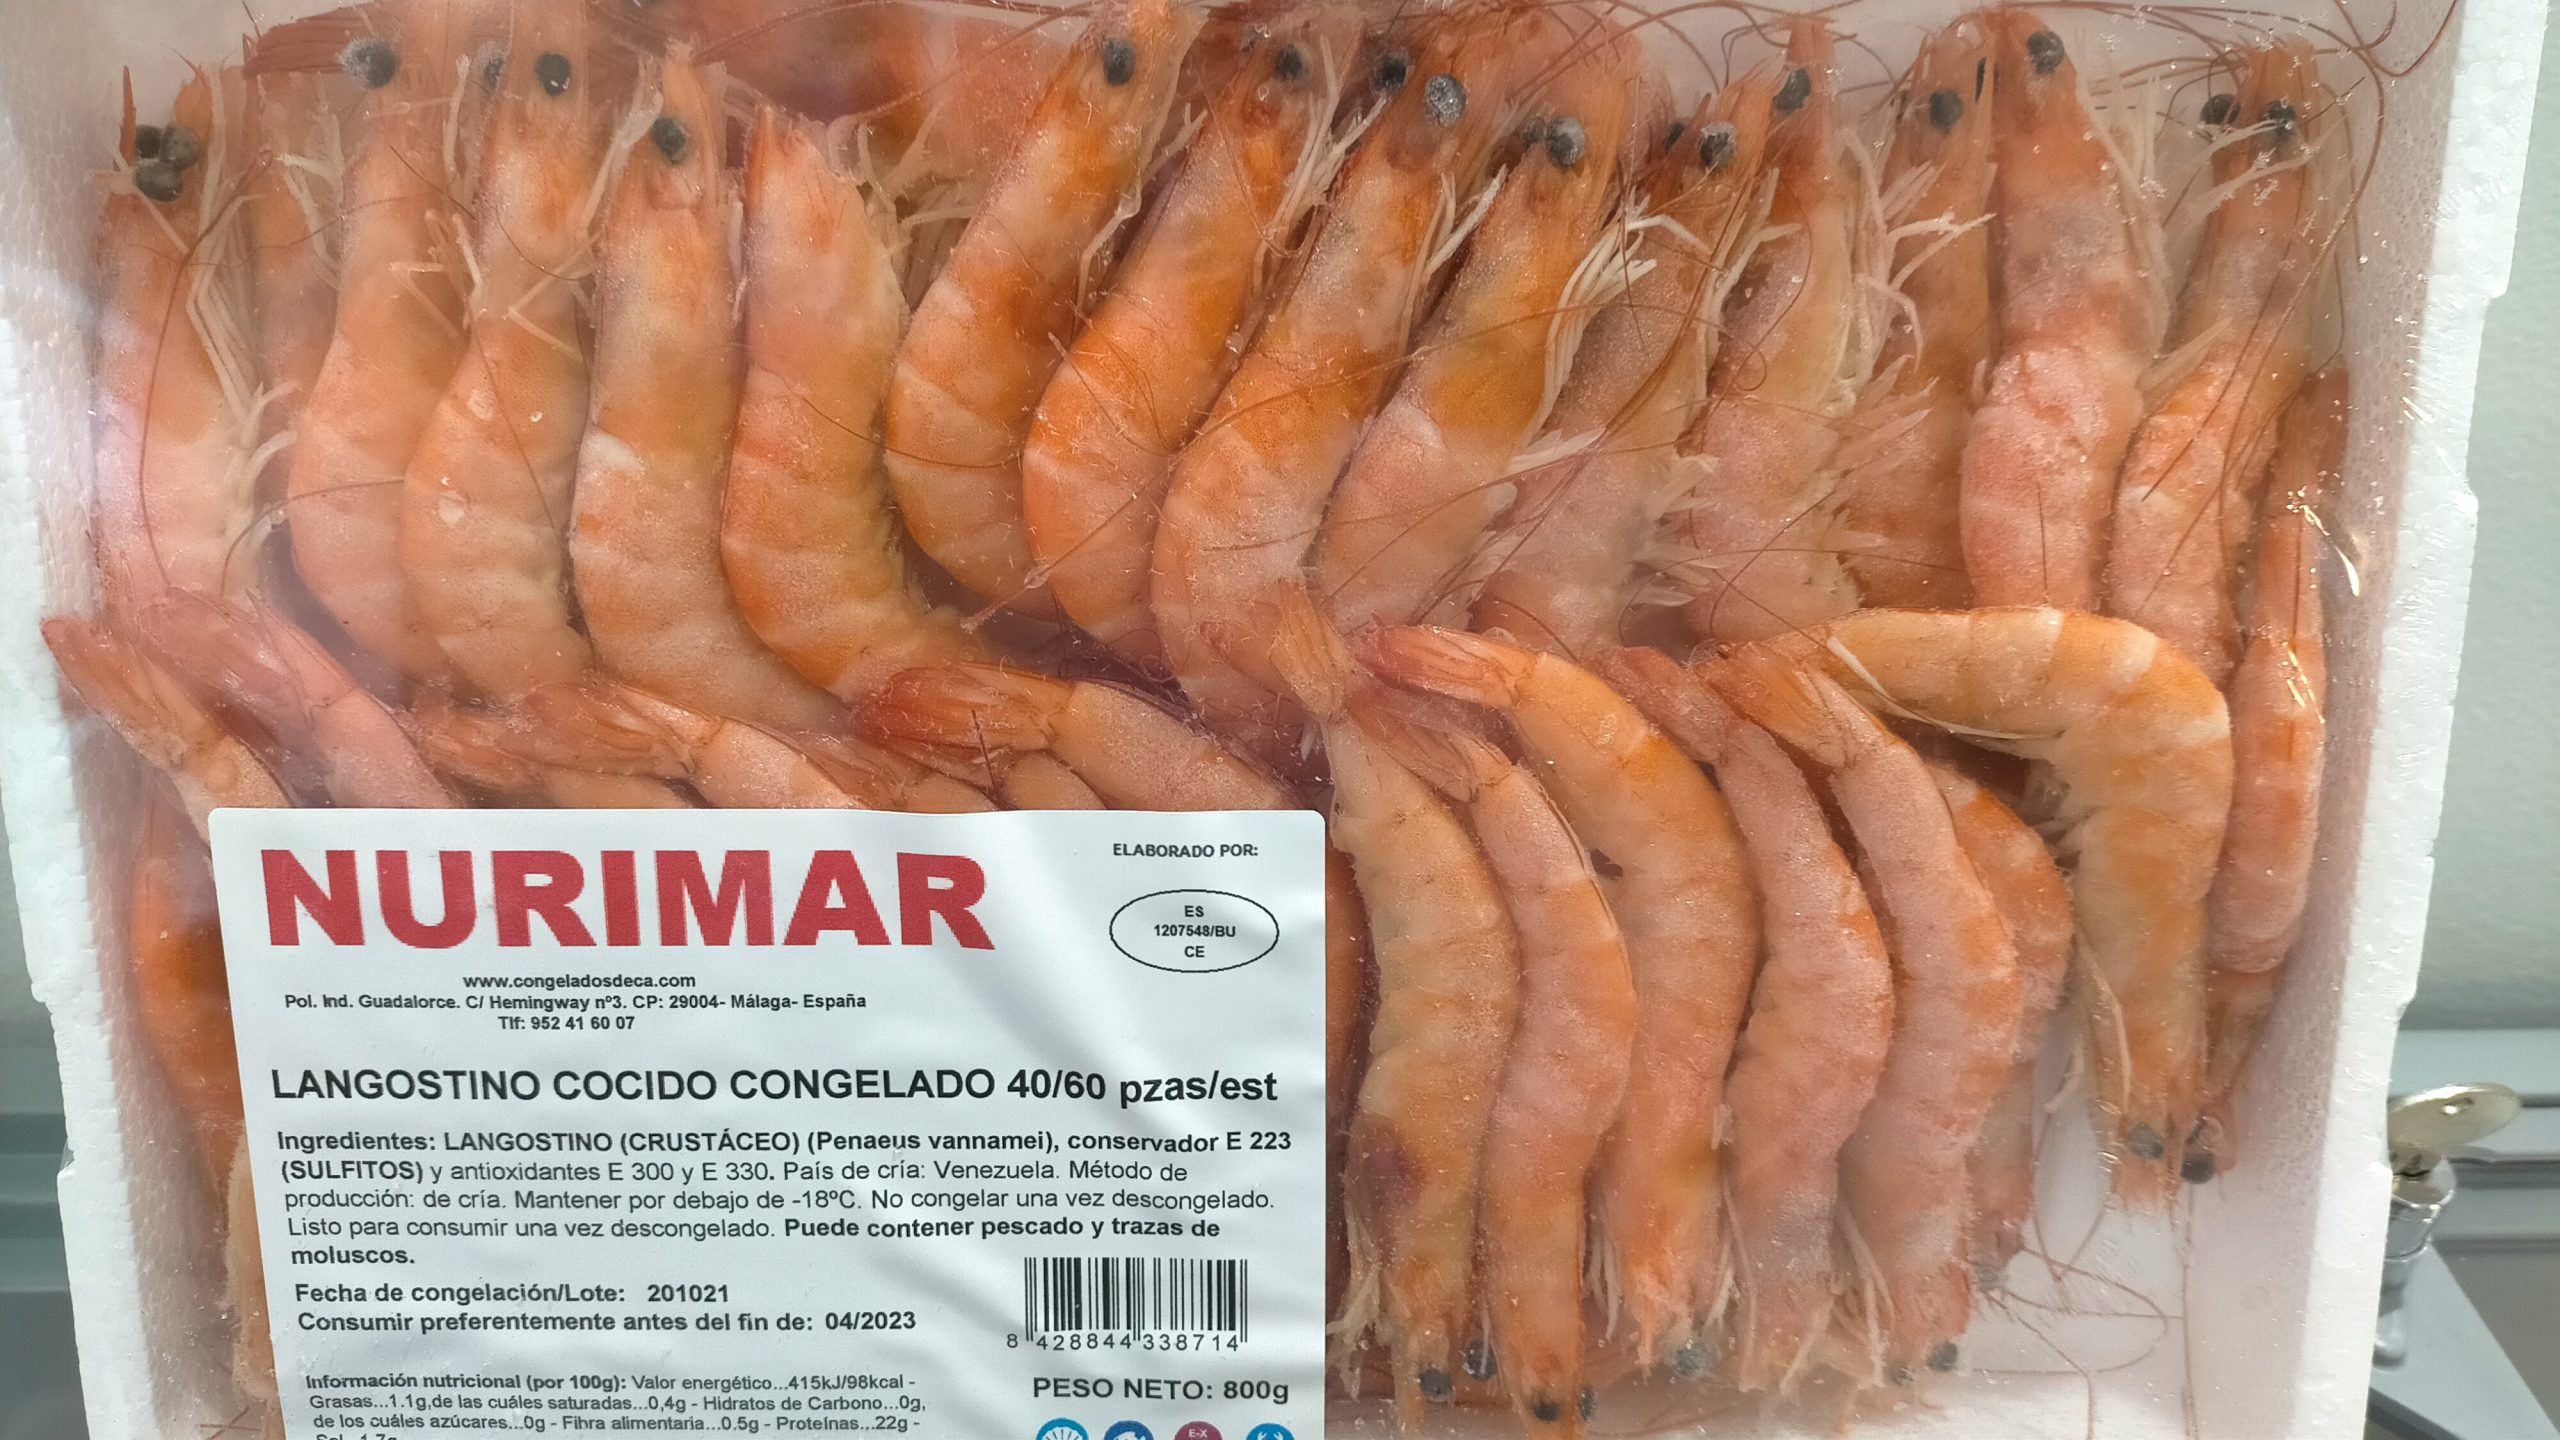 NURIMAR
ELABORADO POR:
ES
1207548/BU
CE
www.congeladosdeca.com
Pol. Ind. Guadalorce. C/ Hemingway nº3. CP: 29004- Málaga- España
Tlf: 952 41 60 07
LANGOSTINO COCIDO CONGELADO 40/60 pzas/est
Ingredientes: LANGOSTINO (CRUSTÁCEO) (Penaeus vannamei), conservador E 223
(SULFITOS) y antioxidantes E 300 y E 330. País de cría: Venezuela. Método de
producción: de cría. Mantener por debajo de -18ºC. No congelar una vez descongelado.
Listo para consumir una vez descongelado. Puede contener pescado y trazas de
moluscos.
Fecha de congelación/Lote: 201021
Consumir preferentemente antes del fin de: 04/2023
8 428844 338714
Información nutricional (por 100g): Valor energético...415kJ/98kcal -
Grasas...1.1g,de las cuáles saturadas...0,4g - Hidratos de Carbono...0g,
de los cuáles azúcares...0g - Fibra alimentaria...0.5g - Proteínas...22g -
PESO NETO: 800g
E-X